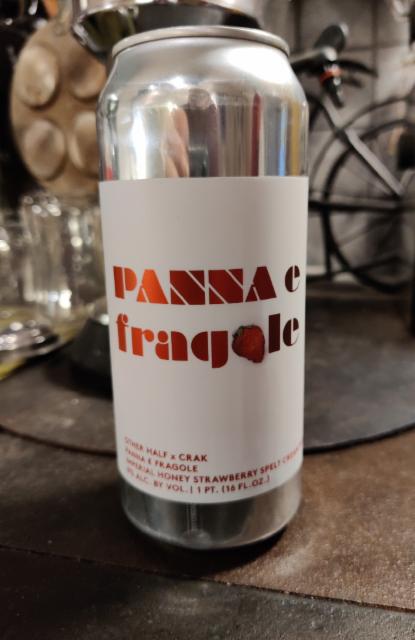 PANNA e
fragole
OTHER HALF x CRAK
PANNA E FRAGOLE
IMPERIAL HONEY STRAWBERRY SPELT CREAM
ALC. BY VOL. | 1 PT. (16 FL.OZ.)